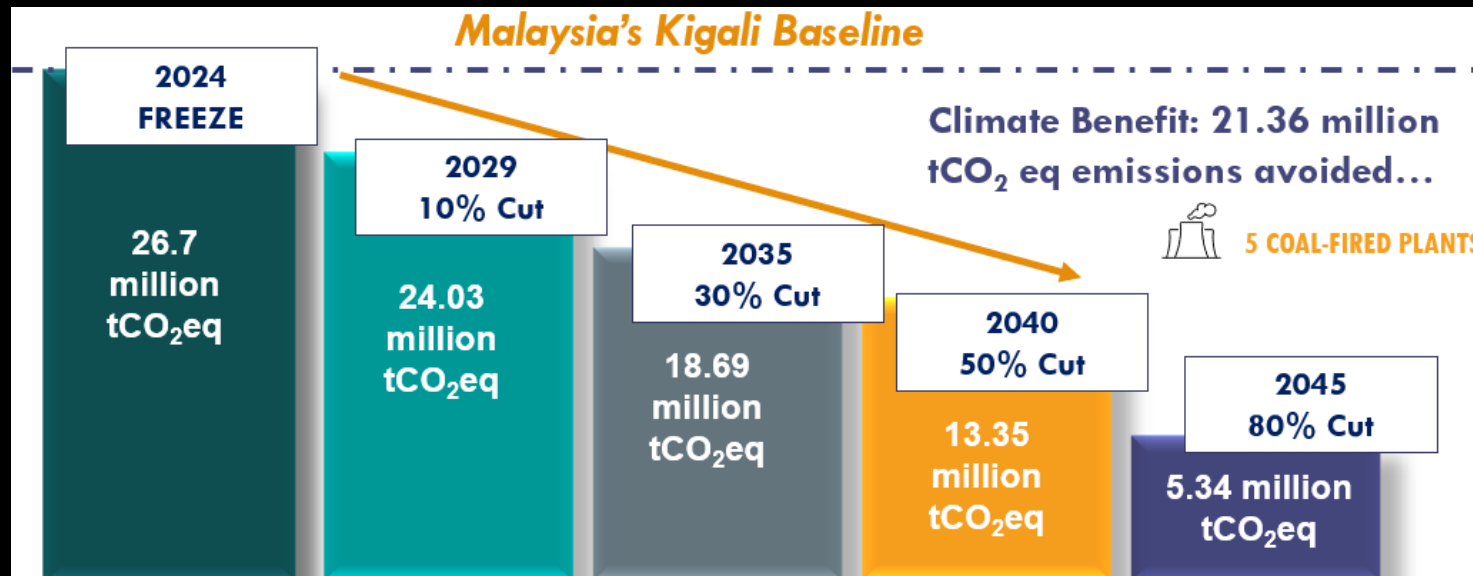 Malaysia's Kigali Baseline
2024
FREEZE
26.7
million
tCO₂eq
2029
10% Cut
24.03
million
tCO₂eq
2035
30% Cut
18.69
million
tCO₂eq
2040
50% Cut
13.35
million
tCO₂eq
2045
80% Cut
5.34 million
tCO₂eq
Climate Benefit: 21.36 million
tCO₂ eq emissions avoided...
5 COAL-FIRED PLANTS